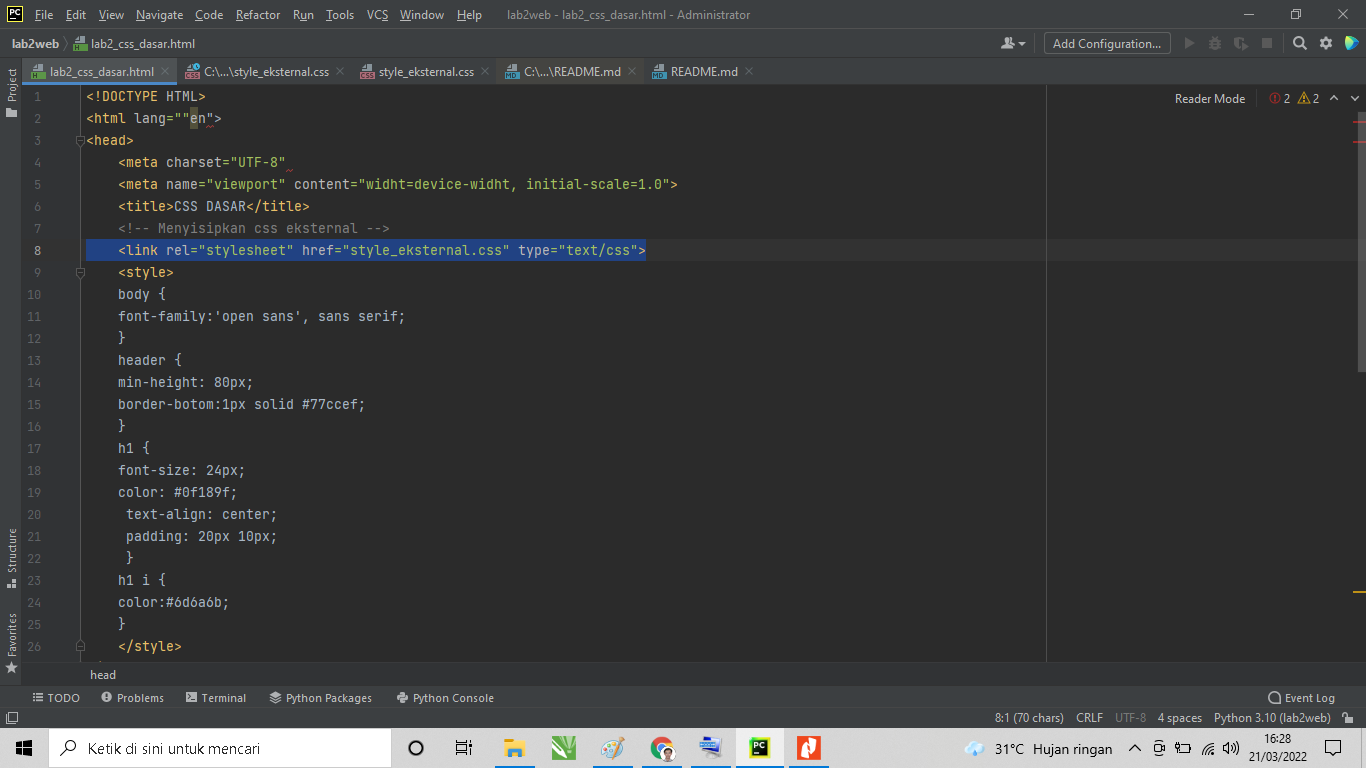 PC File Edit View Navigate Code Refactor Run Tools VCS Window Help lab2web - lab2_css_dasar.html - Administrator
lab2web lab2_css_dasar.html Add Configuration...
lab2_css_dasar.html C:\...\style_eksternal.css style_eksternal.css C:\...\README.md README.md
Project
Reader Mode 2 2
1 <!DOCTYPE HTML>
2 <html lang=""en">
3 <head>
4 <meta charset="UTF-8"
5 <meta name="viewport" content="widht=device-widht, initial-scale=1.0">
6 <title>CSS DASAR</title>
7 <!-- Menyisipkan css eksternal -->
8 <link rel="stylesheet" href="style_eksternal.css" type="text/css">
9 <style>
10 body {
11 font-family:'open sans', sans serif;
12 }
13 header {
14 min-height: 80px;
15 border-botom:1px solid #77ccef;
16 }
17 h1 {
18 font-size: 24px;
19 color: #0f189f;
20 text-align: center;
21 padding: 20px 10px;
22 }
23 h1 i {
24 color:#6d6a6b;
25 }
26 </style>
Structure
Favorites
head
TODO Problems Terminal Python Packages Python Console Event Log
8:1 (70 chars) CRLF UTF-8 4 spaces Python 3.10 (lab2web)
Ketik di sini untuk mencari PC 31°C Hujan ringan 16:28
21/03/2022